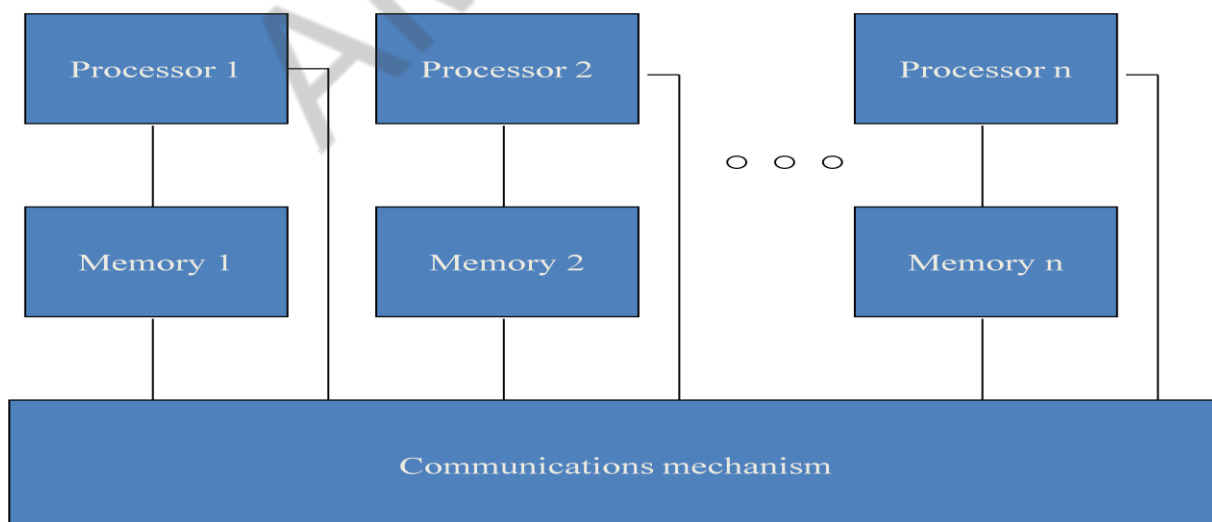 Processor 1
Processor 2
Processor n
Memory 1
Memory 2
Memory n
Communications mechanism